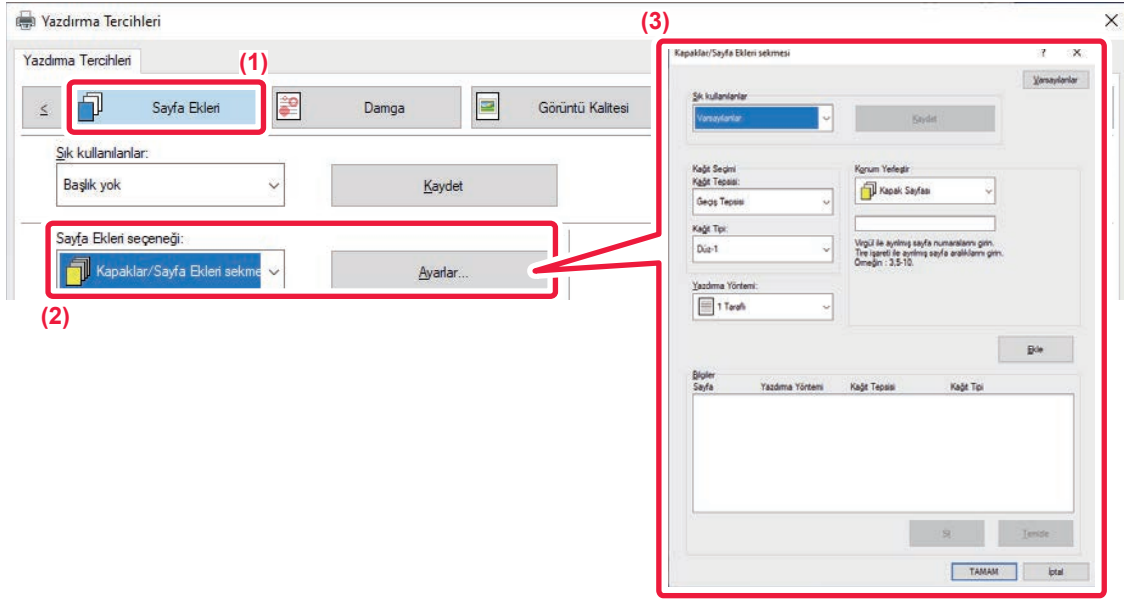 Yazdırma Tercihleri
Yazdırma Tercihleri
(1)
<
Sayfa Ekleri
Damga
Görüntü Kalitesi
Sık kullanılanlar:
Başlık yok
Kaydet
Sayfa Ekleri seçeneği:
Kapaklar/Sayfa Ekleri sekme
Ayarlar...
(2)
(3)
Kapaklar/Sayfa Ekleri sekmesi
?
Varsayılanlar
Sık kullanılanlar
Varsayılanlar
Kaydet
Kağıt Seçimi
Kağıt Tepsisi:
Geçiş Tepsisi
Kağıt Tipi:
Düz-1
Yazdırma Yöntemi:
1 Taraflı
Konum Yerleştir
Kapak Sayfası
Virgül ile ayrılmış sayfa numaralarını girin.
Tire işareti ile ayrılmış sayfa aralıklarını girin.
Örneğin : 3,5-10.
Ekle
Bilgiler
Sayfa Yazdırma Yöntemi Kağıt Tepsisi Kağıt Tipi
Sil
Temizle
TAMAM
İptal